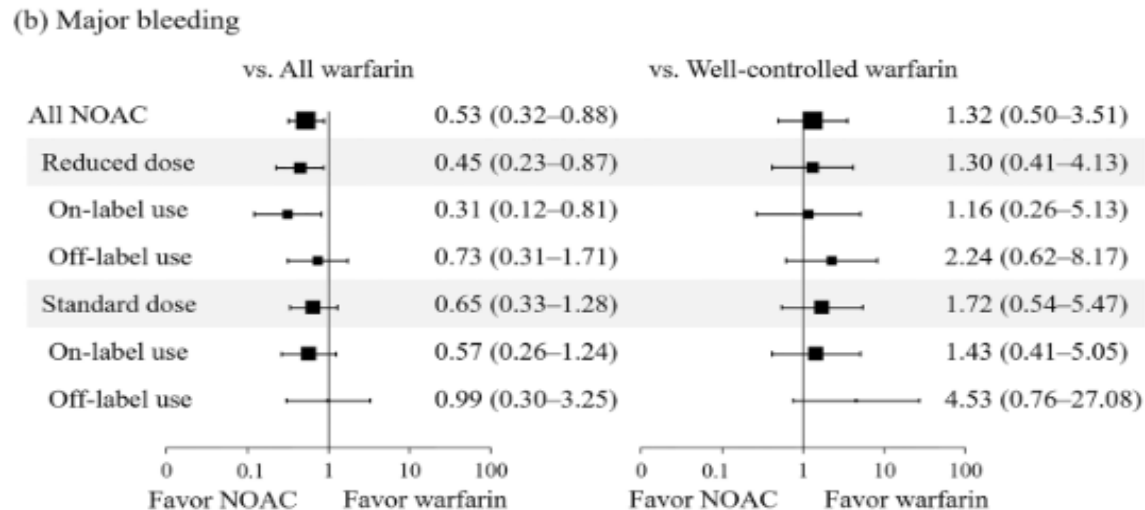 (b) Major bleeding
vs. All warfarin vs. Well-controlled warfarin
All NOAC 0.53 (0.32–0.88) 1.32 (0.50–3.51)
Reduced dose 0.45 (0.23–0.87) 1.30 (0.41–4.13)
On-label use 0.31 (0.12–0.81) 1.16 (0.26–5.13)
Off-label use 0.73 (0.31–1.71) 2.24 (0.62–8.17)
Standard dose 0.65 (0.33–1.28) 1.72 (0.54–5.47)
On-label use 0.57 (0.26–1.24) 1.43 (0.41–5.05)
Off-label use 0.99 (0.30–3.25) 4.53 (0.76–27.08)
0 0.1 1 10 100 0 0.1 1 10 100
Favor NOAC Favor warfarin Favor NOAC Favor warfarin